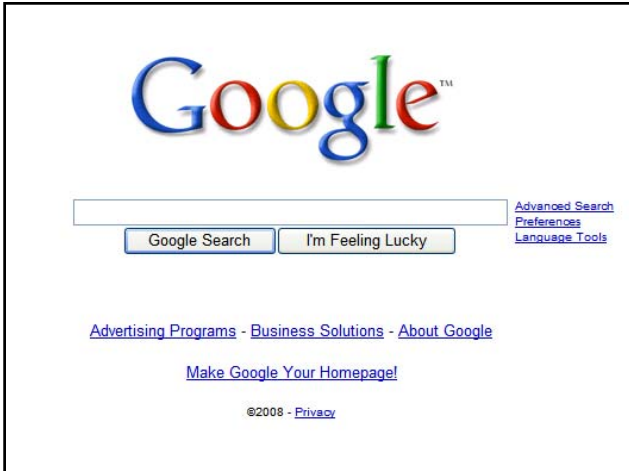 Google™
Advanced Search
Preferences
Language Tools
Google Search I'm Feeling Lucky
Advertising Programs - Business Solutions - About Google
Make Google Your Homepage!
©2008 - Privacy